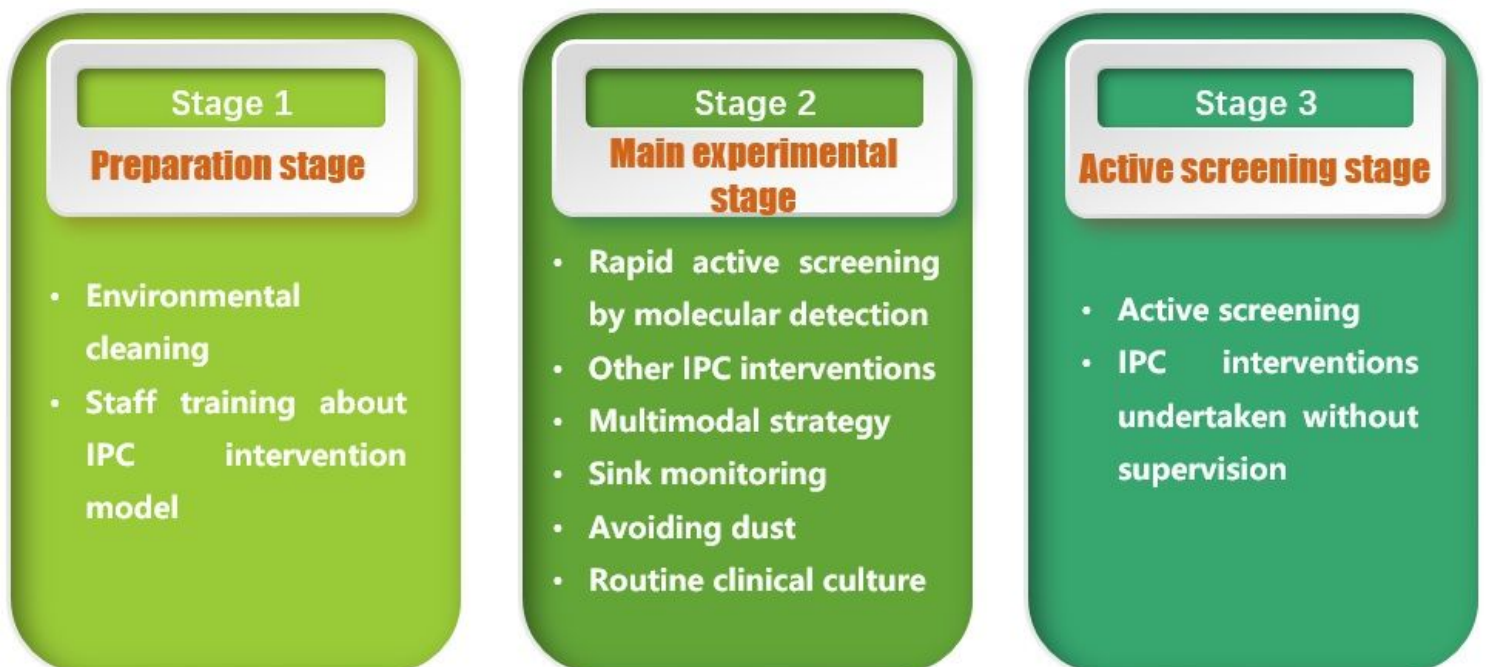 Stage 1
Preparation stage
• Environmental
cleaning
• Staff training about
IPC intervention
model
Stage 2
Main experimental
stage
• Rapid active screening
by molecular detection
• Other IPC interventions
• Multimodal strategy
• Sink monitoring
• Avoiding dust
• Routine clinical culture
Stage 3
Active screening stage
• Active screening
• IPC interventions
undertaken without
supervision